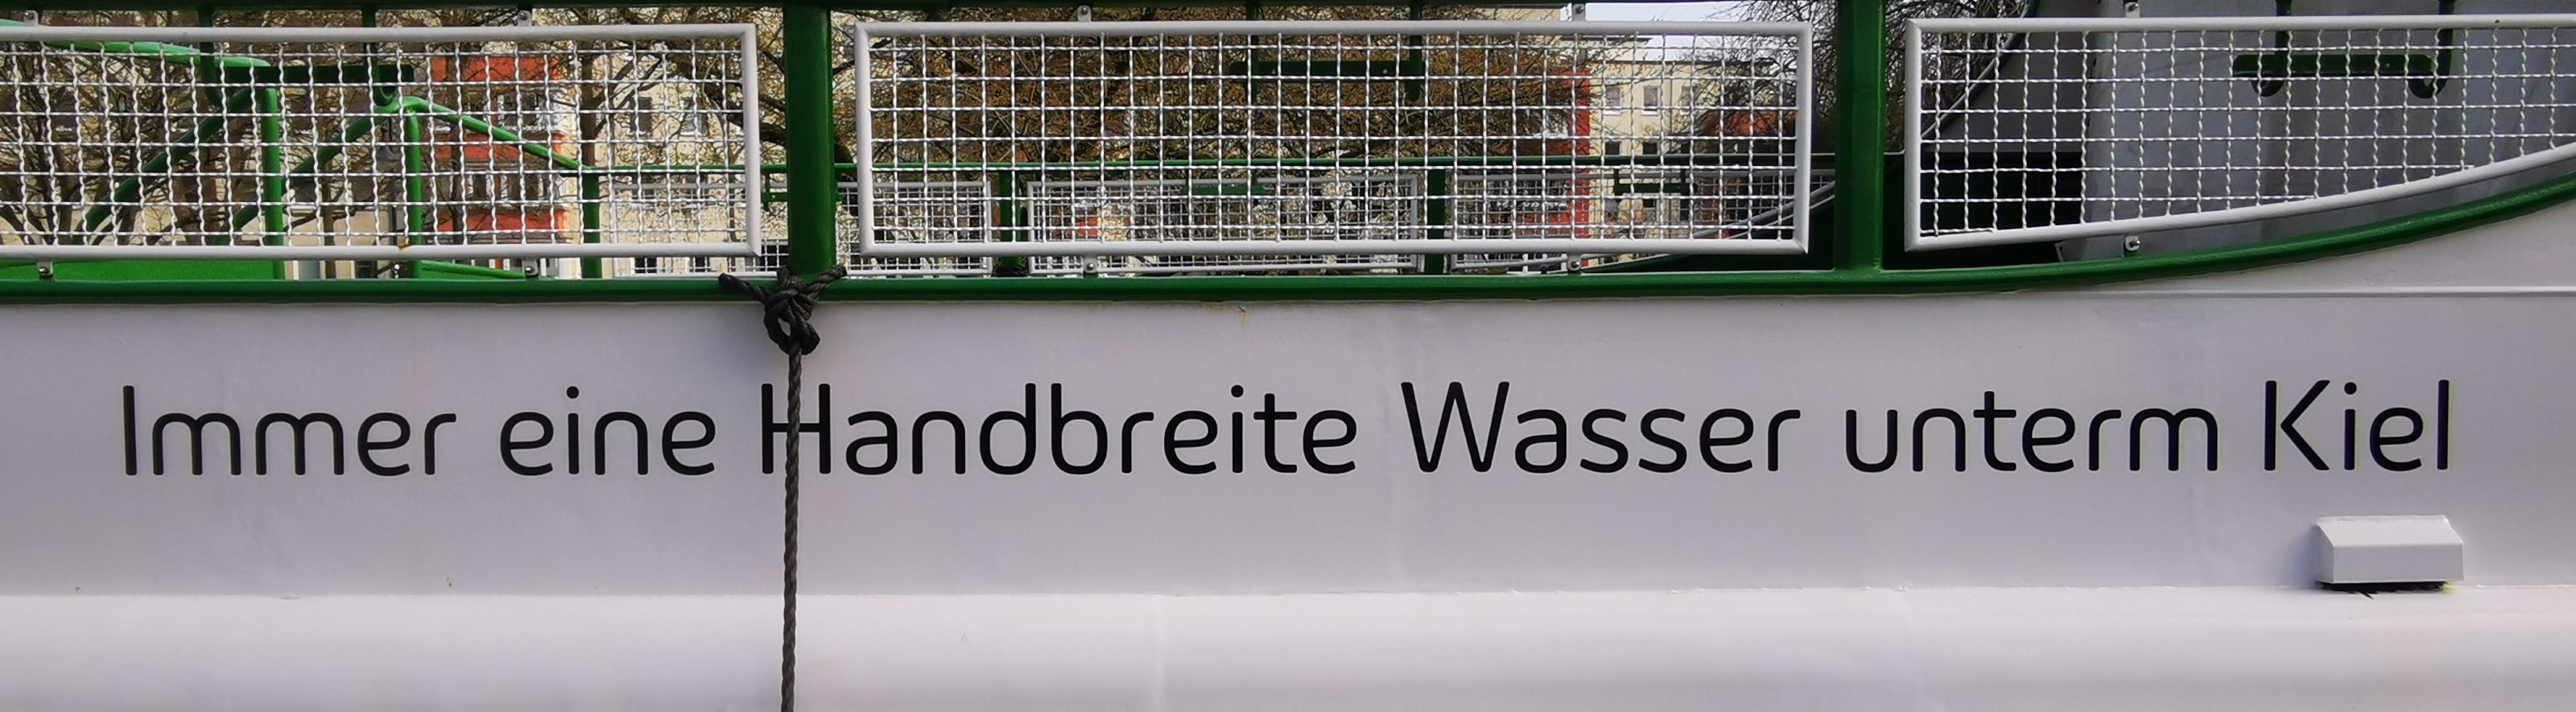 Immer eine Handbreite Wasser unterm Kiel